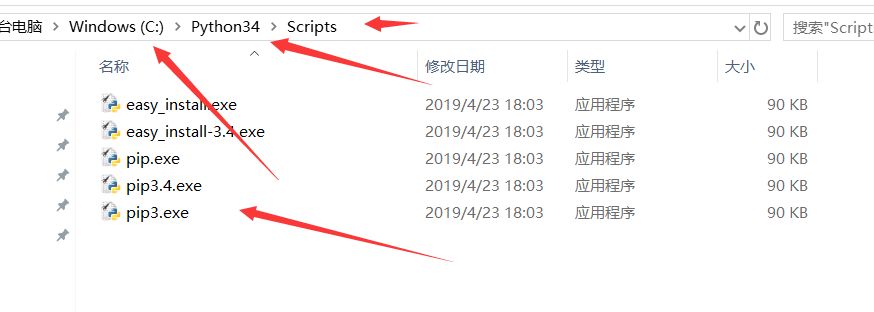 台电脑 > Windows (C:) > Python34 > Scripts 搜索"Script
名称 修改日期 类型 大小
easy_install.exe 2019/4/23 18:03 应用程序 90 KB
easy_install-3.4.exe 2019/4/23 18:03 应用程序 90 KB
pip.exe 2019/4/23 18:03 应用程序 90 KB
pip3.4.exe 2019/4/23 18:03 应用程序 90 KB
pip3.exe 2019/4/23 18:03 应用程序 90 KB